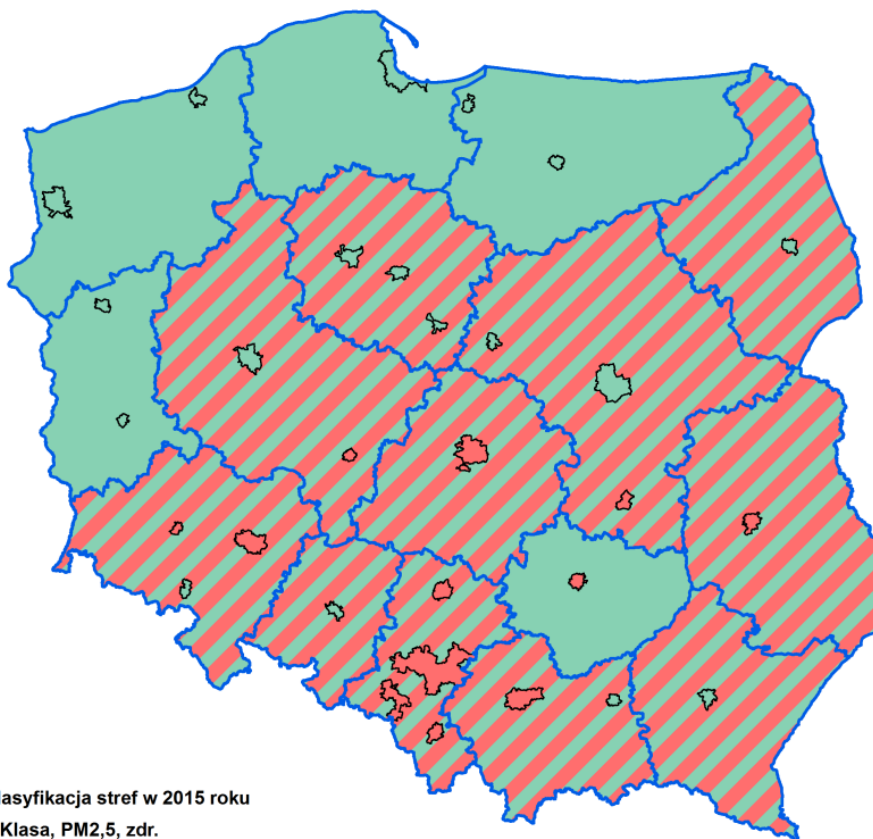 lasyfikacja stref w 2015 roku
Klasa, PM2,5, zdr.